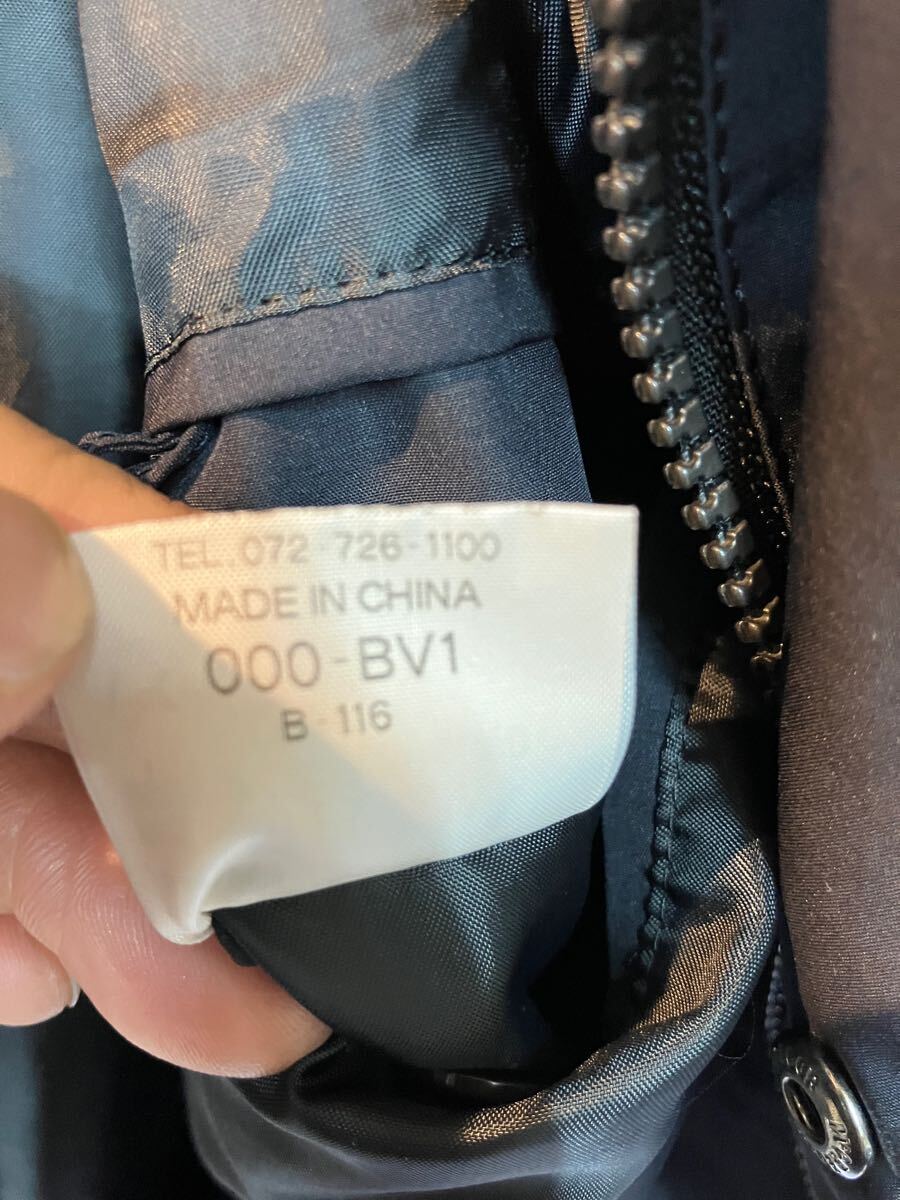 TEL.072-726-1100
MADE IN CHINA
000-BV1
B-116